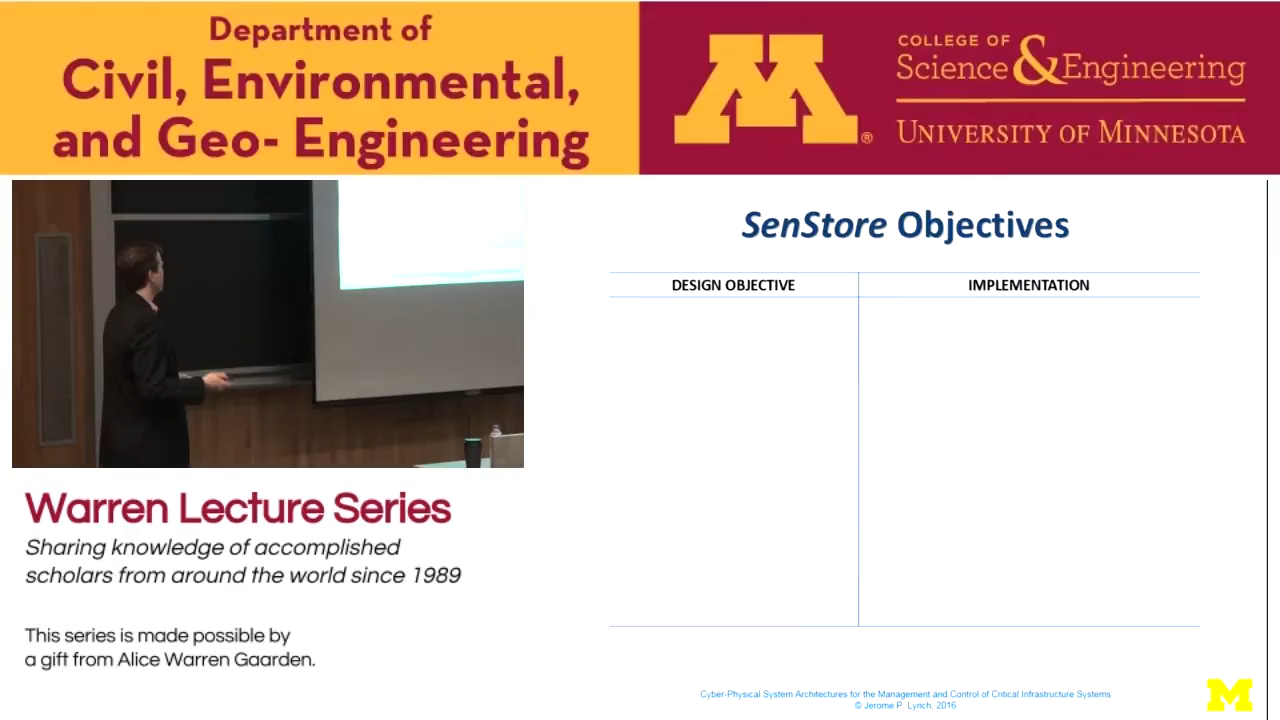 Department of
Civil, Environmental,
and Geo- Engineering
M®
COLLEGE OF
Science & Engineering
UNIVERSITY OF MINNESOTA
SenStore Objectives
DESIGN OBJECTIVE
IMPLEMENTATION
Warren Lecture Series
Sharing knowledge of accomplished
scholars from around the world since 1989
This series is made possible by
a gift from Alice Warren Gaarden.
Cyber-Physical System Architectures for the Management and Control of Critical Infrastructure Systems
© Jerome P. Lynch, 2016
M